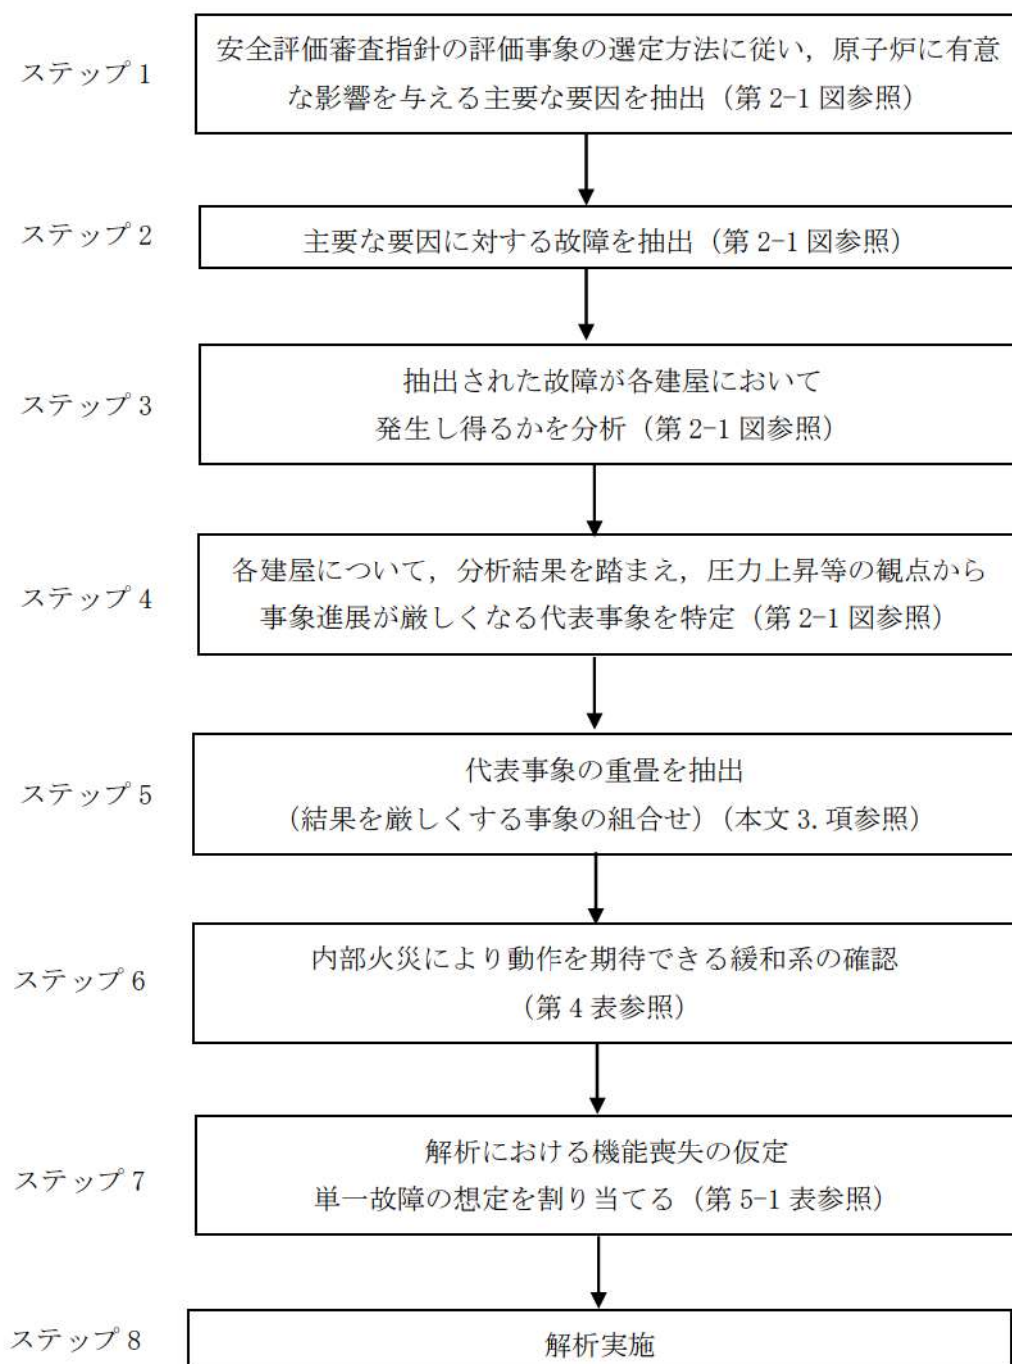 ステップ 1
安全評価審査指針の評価事象の選定方法に従い，原子炉に有意
な影響を与える主要な要因を抽出（第 2-1 図参照）
ステップ 2
主要な要因に対する故障を抽出（第 2-1 図参照）
ステップ 3
抽出された故障が各建屋において
発生し得るかを分析（第 2-1 図参照）
ステップ 4
各建屋について，分析結果を踏まえ，圧力上昇等の観点から
事象進展が厳しくなる代表事象を特定（第 2-1 図参照）
ステップ 5
代表事象の重畳を抽出
（結果を厳しくする事象の組合せ）（本文 3. 項参照）
ステップ 6
内部火災により動作を期待できる緩和系の確認
（第 4 表参照）
ステップ 7
解析における機能喪失の仮定
単一故障の想定を割り当てる（第 5-1 表参照）
ステップ 8
解析実施